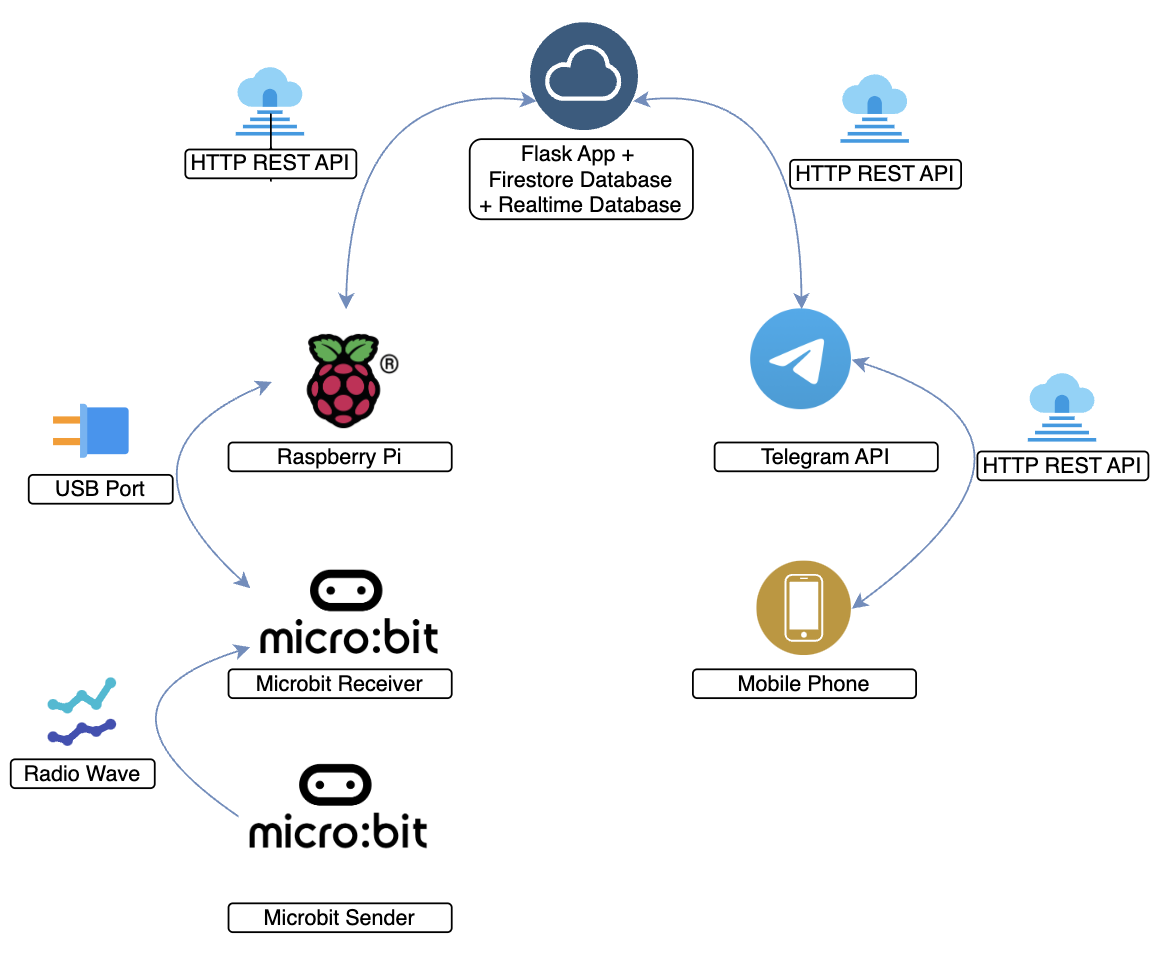 HTTP REST API
Flask App +
Firestore Database
+ Realtime Database
HTTP REST API
®
Raspberry Pi
Telegram API
USB Port
HTTP REST API
micro:bit
Microbit Receiver
Mobile Phone
Radio Wave
micro:bit
Microbit Sender